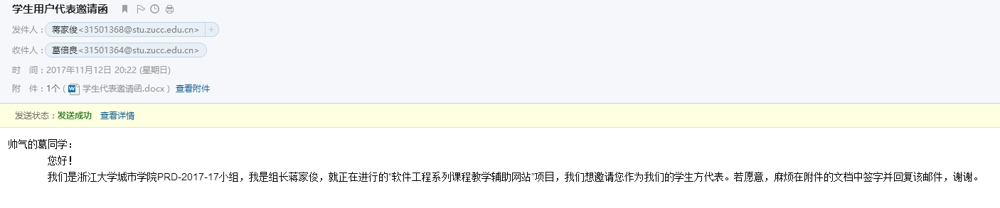 学生用户代表邀请函
发件人：蒋家俊<31501368@stu.zucc.edu.cn> +
收件人：葛倍良<31501364@stu.zucc.edu.cn>
时 间：2017年11月12日 20:22 (星期日)
附 件：1个 ( 学生代表邀请函.docx ) 查看附件
发送状态：发送成功 查看详情
帅气的葛同学：
您好！
我们是浙江大学城市学院PRD-2017-17小组，我是组长蒋家俊，就正在进行的“软件工程系列课程教学辅助网站”项目，我们想邀请您作为我们的学生方代表。若愿意，麻烦在附件的文档中签字并回复该邮件，谢谢。